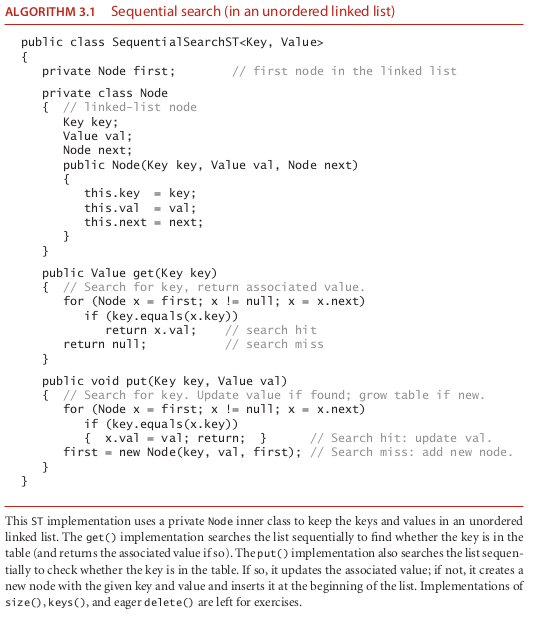 ALGORITHM 3.1 Sequential search (in an unordered linked list)
public class SequentialSearchST<Key, Value>
{
private Node first; // first node in the linked list
private class Node
{ // linked-list node
Key key;
Value val;
Node next;
public Node(Key key, Value val, Node next)
{
this.key = key;
this.val = val;
this.next = next;
}
}
public Value get(Key key)
{ // Search for key, return associated value.
for (Node x = first; x != null; x = x.next)
if (key.equals(x.key))
return x.val; // search hit
return null; // search miss
}
public void put(Key key, Value val)
{ // Search for key. Update value if found; grow table if new.
for (Node x = first; x != null; x = x.next)
if (key.equals(x.key))
{ x.val = val; return; } // Search hit: update val.
first = new Node(key, val, first); // Search miss: add new node.
}
}
This ST implementation uses a private Node inner class to keep the keys and values in an unordered
linked list. The get() implementation searches the list sequentially to find whether the key is in the
table (and returns the associated value if so). The put() implementation also searches the list sequen-
tially to check whether the key is in the table. If so, it updates the associated value; if not, it creates a
new node with the given key and value and inserts it at the beginning of the list. Implementations of
size(), keys(), and eager delete() are left for exercises.